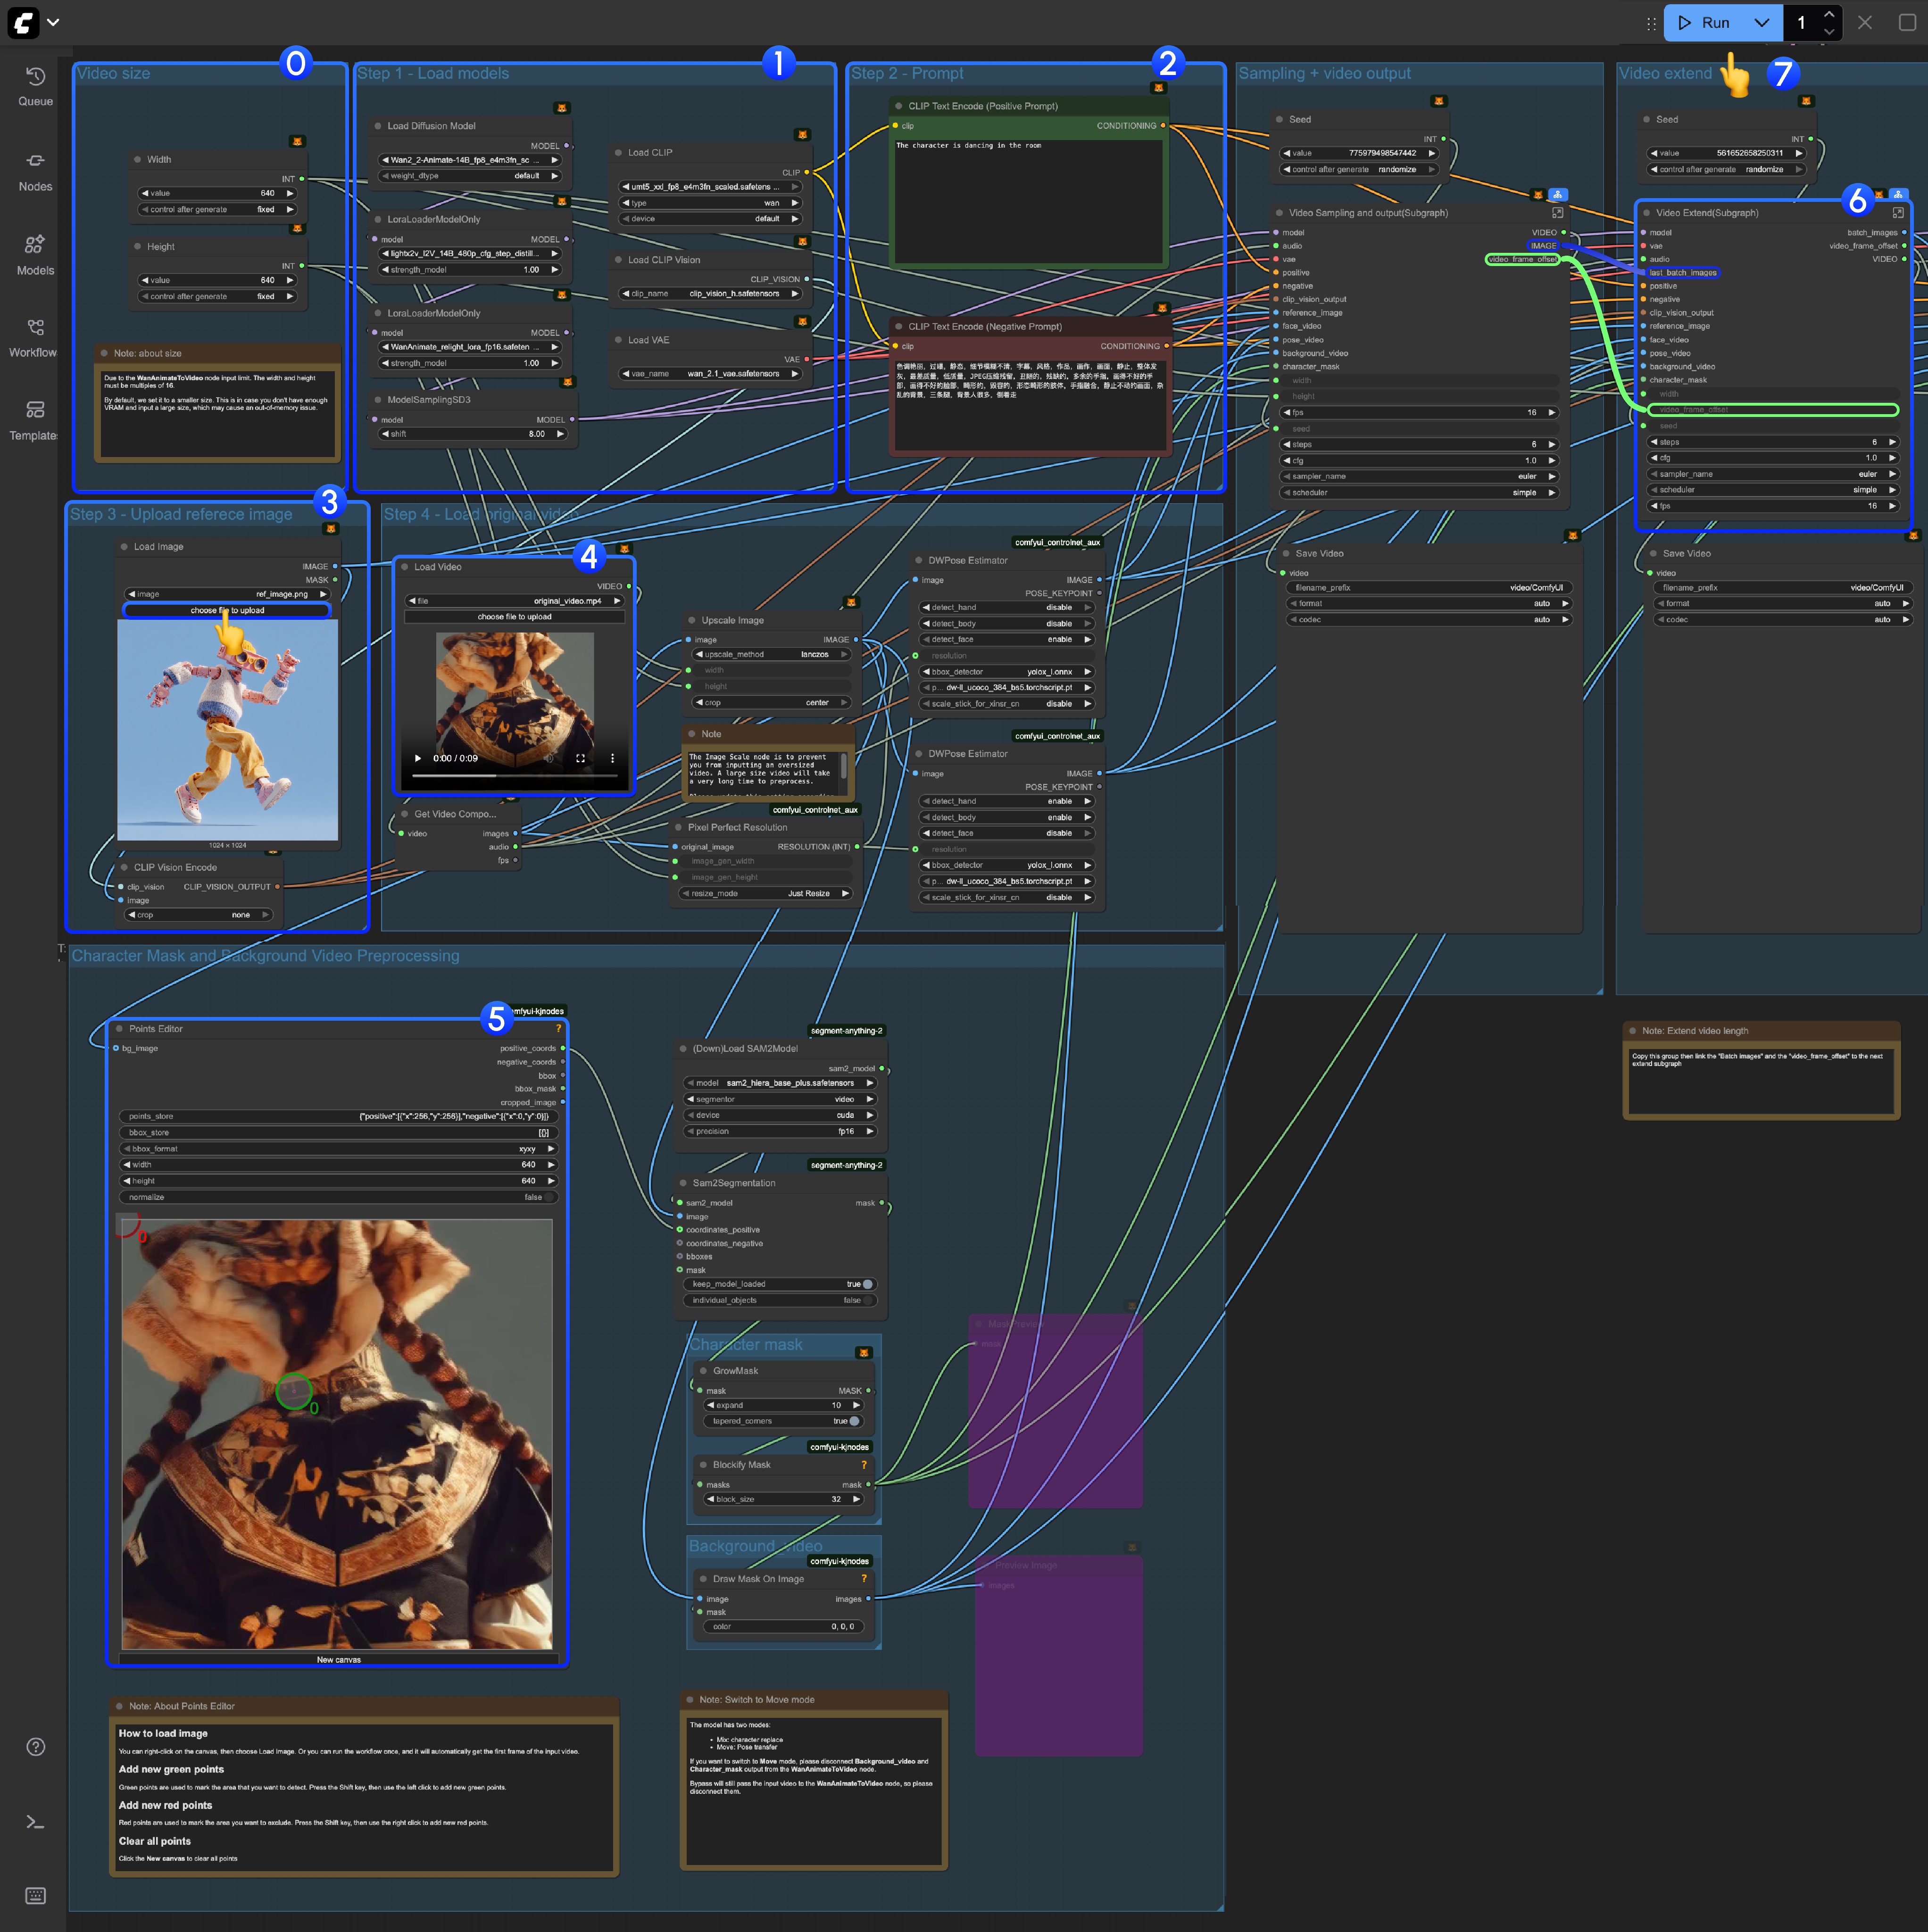 Run
1
Queue
Nodes
Models
Workflow
Template
Video size
0
Width
INT
value 640
control after generate fixed
Height
INT
value 640
control after generate fixed
Note: about size
Due to the WanAnimateToVideo node input limit. The width and height
must be multiples of 16.
By default, we set it to a smaller size. This is in case you don't have enough
VRAM and input a large size, which may cause an out-of-memory issue.
Step 1 - Load models
1
Load Diffusion Model
MODEL
Wan2_2-Animate-14B_fp8_e4m3fn_sc ...
weight_dtype default
LoraLoaderModelOnly
model MODEL
lightx2v_I2V_14B_480p_cfg_step_distill...
strength_model 1.00
LoraLoaderModelOnly
model MODEL
WanAnimate_relight_lora_fp16.safeten ...
strength_model 1.00
ModelSamplingSD3
model MODEL
shift 8.00
Load CLIP
CLIP
umt5_xxl_fp8_e4m3fn_scaled.safetens ...
type wan
device default
Load CLIP Vision
CLIP_VISION
clip_name clip_vision_h.safetensors
Load VAE
VAE
vae_name wan_2.1_vae.safetensors
Step 2 - Prompt
2
CLIP Text Encode (Positive Prompt)
clip CONDITIONING
The character is dancing in the room
CLIP Text Encode (Negative Prompt)
clip CONDITIONING
色调艳丽，过曝，静态，细节模糊不清，字幕，风格，作品，画作，画面，静止，整体发
灰，最差质量，低质量，JPEG压缩残留，丑陋的，残缺的，多余的手指，画得不好的手
部，画得不好的脸部，畸形的，毁容的，形态畸形的肢体，手指融合，静止不动的画面，杂
乱的背景，三条腿，背景人很多，倒着走
Sampling + video output
Seed
INT
value 775979498547442
control after generate randomize
Video Sampling and output(Subgraph)
model VIDEO
audio IMAGE
vae video_frame_offset
positive
negative
clip_vision_output
reference_image
face_video
pose_video
background_video
character_mask
width
height
fps 16
seed
steps 6
cfg 1.0
sampler_name euler
scheduler simple
Save Video
video
filename_prefix video/ComfyUI
format auto
codec auto
Video extend
7
Seed
INT
value 561652658250311
control after generate randomize
6
Video Extend(Subgraph)
model batch_images
vae video_frame_offset
audio VIDEO
last_batch_images
positive
negative
clip_vision_output
reference_image
face_video
pose_video
background_video
character_mask
width
video_frame_offset
seed
steps 6
cfg 1.0
sampler_name euler
scheduler simple
fps 16
Save Video
video
filename_prefix video/ComfyUI
format auto
codec auto
Note: Extend video length
Copy this group then link the "Batch images" and the "video_frame_offset" to the next
extend subgraph
Step 3 - Upload referece image
3
Load Image
IMAGE
MASK
image ref_image.png
choose file to upload
1024 × 1024
CLIP Vision Encode
clip_vision CLIP_VISION_OUTPUT
image
crop none
Step 4 - Load original video
4
Load Video
VIDEO
file original_video.mp4
choose file to upload
0:00 / 0:09
Get Video Compo...
video images
audio
fps
Upscale Image
image IMAGE
upscale_method lanczos
width
height
crop center
Note
The Image Scale node is to prevent
you from inputting an oversized
video. A large size video will take
a very long time to preprocess.
comfyui_controlnet_aux
Pixel Perfect Resolution
original_image RESOLUTION (INT)
image_gen_width
image_gen_height
resize_mode Just Resize
comfyui_controlnet_aux
DWPose Estimator
image IMAGE
POSE_KEYPOINT
detect_hand disable
detect_body disable
detect_face enable
resolution
bbox_detector yolox_l.onnx
p... dw-ll_ucoco_384_bs5.torchscript.pt
scale_stick_for_xinsr_cn disable
comfyui_controlnet_aux
DWPose Estimator
image IMAGE
POSE_KEYPOINT
detect_hand enable
detect_body enable
detect_face disable
resolution
bbox_detector yolox_l.onnx
p... dw-ll_ucoco_384_bs5.torchscript.pt
scale_stick_for_xinsr_cn disable
T:
Character Mask and Background Video Preprocessing
5
omfyui-kjnodes
Points Editor ?
bg_image positive_coords
negative_coords
bbox
bbox_mask
cropped_image
points_store {"positive":[{"x":256,"y":256}],"negative":[{"x":0,"y":0}]}
bbox_store [{}]
bbox_format xyxy
width 640
height 640
normalize false
0
0
New canvas
segment-anything-2
(Down)Load SAM2Model
sam2_model
model sam2_hiera_base_plus.safetensors
segmentor video
device cuda
precision fp16
segment-anything-2
Sam2Segmentation
sam2_model mask
image
coordinates_positive
coordinates_negative
bboxes
mask
keep_model_loaded true
individual_objects false
Character mask
GrowMask
mask MASK
expand 10
tapered_corners true
comfyui-kjnodes
Blockify Mask ?
masks mask
block_size 32
Background_video
comfyui-kjnodes
Draw Mask On Image ?
image images
mask
color 0, 0, 0
MaskPreview
mask
Preview Image
images
Note: About Points Editor
How to load image
You can right-click on the canvas, then choose Load Image. Or you can run the workflow once, and it will automatically get the first frame of the input video.
Add new green points
Green points are used to mark the area that you want to detect. Press the Shift key, then use the left click to add new green points.
Add new red points
Red points are used to mark the area you want to exclude. Press the Shift key, then use the right click to add new red points.
Clear all points
Click the New canvas to clear all points
Note: Switch to Move mode
The model has two modes:
• Mix: character replace
• Move: Pose transfer
If you want to switch to Move mode, please disconnect Background_video and
Character_mask output from the WanAnimateToVideo node.
Bypass will still pass the input video to the WanAnimateToVideo node, so please
disconnect them.